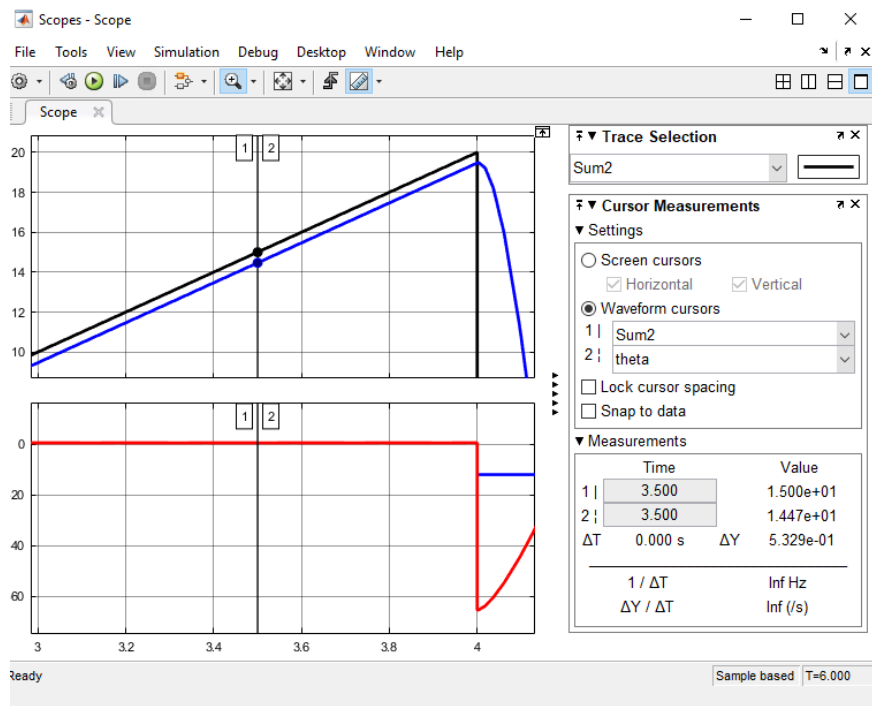 Scopes - Scope
File Tools View Simulation Debug Desktop Window Help
Scope
1 2
20
18
16
14
12
10
1 2
0
20
40
60
3 3.2 3.4 3.6 3.8 4
Trace Selection
Sum2
Cursor Measurements
Settings
Screen cursors
Horizontal Vertical
Waveform cursors
1 | Sum2
2 ¦ theta
Lock cursor spacing
Snap to data
Measurements
Time Value
1 | 3.500 1.500e+01
2 ¦ 3.500 1.447e+01
ΔT 0.000 s ΔY 5.329e-01
1 / ΔT Inf Hz
ΔY / ΔT Inf (/s)
Ready Sample based T=6.000